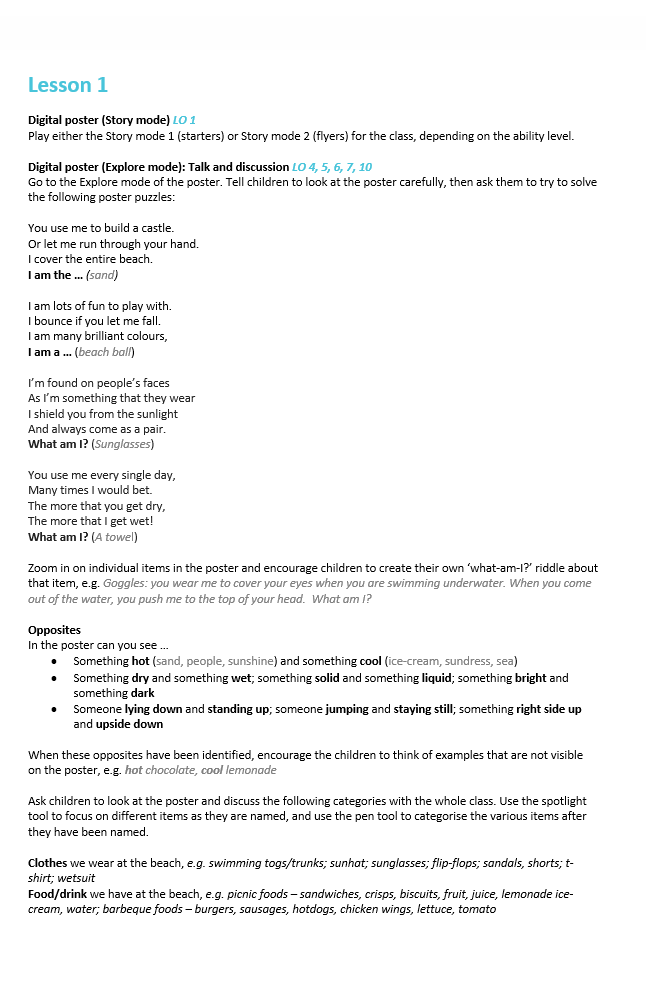 Lesson 1
Digital poster (Story mode) LO 1
Play either the Story mode 1 (starters) or Story mode 2 (flyers) for the class, depending on the ability level.
Digital poster (Explore mode): Talk and discussion LO 4, 5, 6, 7, 10
Go to the Explore mode of the poster. Tell children to look at the poster carefully, then ask them to try to solve
the following poster puzzles:
You use me to build a castle.
Or let me run through your hand.
I cover the entire beach.
I am the ... (sand)
I am lots of fun to play with.
I bounce if you let me fall.
I am many brilliant colours,
I am a ... (beach ball)
I'm found on people's faces
As I'm something that they wear
I shield you from the sunlight
And always come as a pair.
What am I? (Sunglasses)
You use me every single day,
Many times I would bet.
The more that you get dry,
The more that I get wet!
What am I? (A towel)
Zoom in on individual items in the poster and encourage children to create their own 'what-am-I?' riddle about
that item, e.g. Goggles: you wear me to cover your eyes when you are swimming underwater. When you come
out of the water, you push me to the top of your head. What am I?
Opposites
In the poster can you see ...
• Something hot (sand, people, sunshine) and something cool (ice-cream, sundress, sea)
• Something dry and something wet; something solid and something liquid; something bright and
something dark
• Someone lying down and standing up; someone jumping and staying still; something right side up
and upside down
When these opposites have been identified, encourage the children to think of examples that are not visible
on the poster, e.g. hot chocolate, cool lemonade
Ask children to look at the poster and discuss the following categories with the whole class. Use the spotlight
tool to focus on different items as they are named, and use the pen tool to categorise the various items after
they have been named.
Clothes we wear at the beach, e.g. swimming togs/trunks; sunhat; sunglasses; flip-flops; sandals, shorts; t-
shirt; wetsuit
Food/drink we have at the beach, e.g. picnic foods – sandwiches, crisps, biscuits, fruit, juice, lemonade ice-
cream, water; barbeque foods – burgers, sausages, hotdogs, chicken wings, lettuce, tomato